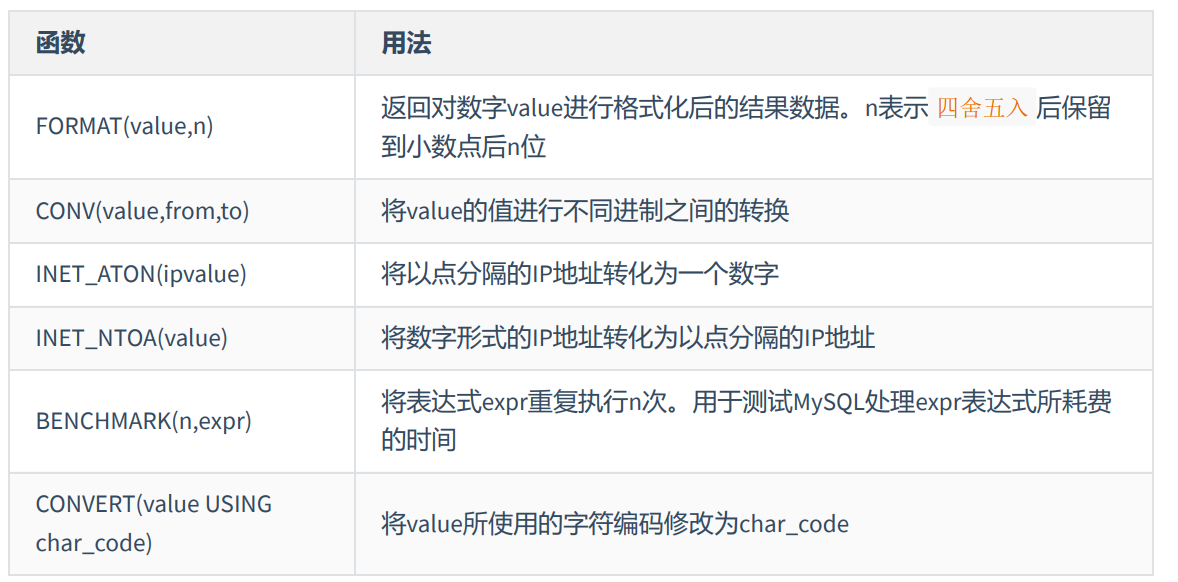 函数
用法
FORMAT(value,n)
返回对数字value进行格式化后的结果数据。n表示 四舍五入 后保留
到小数点后n位
CONV(value,from,to)
将value的值进行不同进制之间的转换
INET_ATON(ipvalue)
将以点分隔的IP地址转化为一个数字
INET_NTOA(value)
将数字形式的IP地址转化为以点分隔的IP地址
BENCHMARK(n,expr)
将表达式expr重复执行n次。用于测试MySQL处理expr表达式所耗费
的时间
CONVERT(value USING
char_code)
将value所使用的字符编码修改为char_code